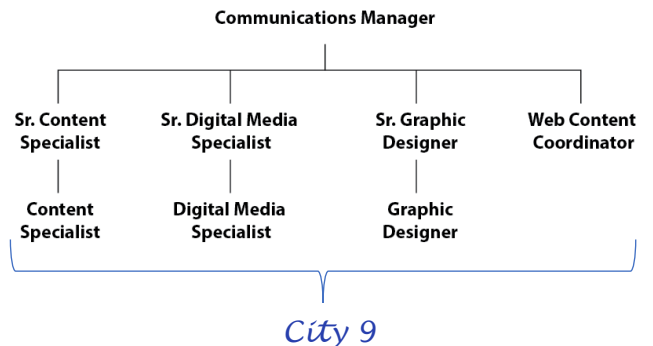 Communications Manager
Sr. Content
Specialist
Sr. Digital Media
Specialist
Sr. Graphic
Designer
Web Content
Coordinator
Content
Specialist
Digital Media
Specialist
Graphic
Designer
City 9